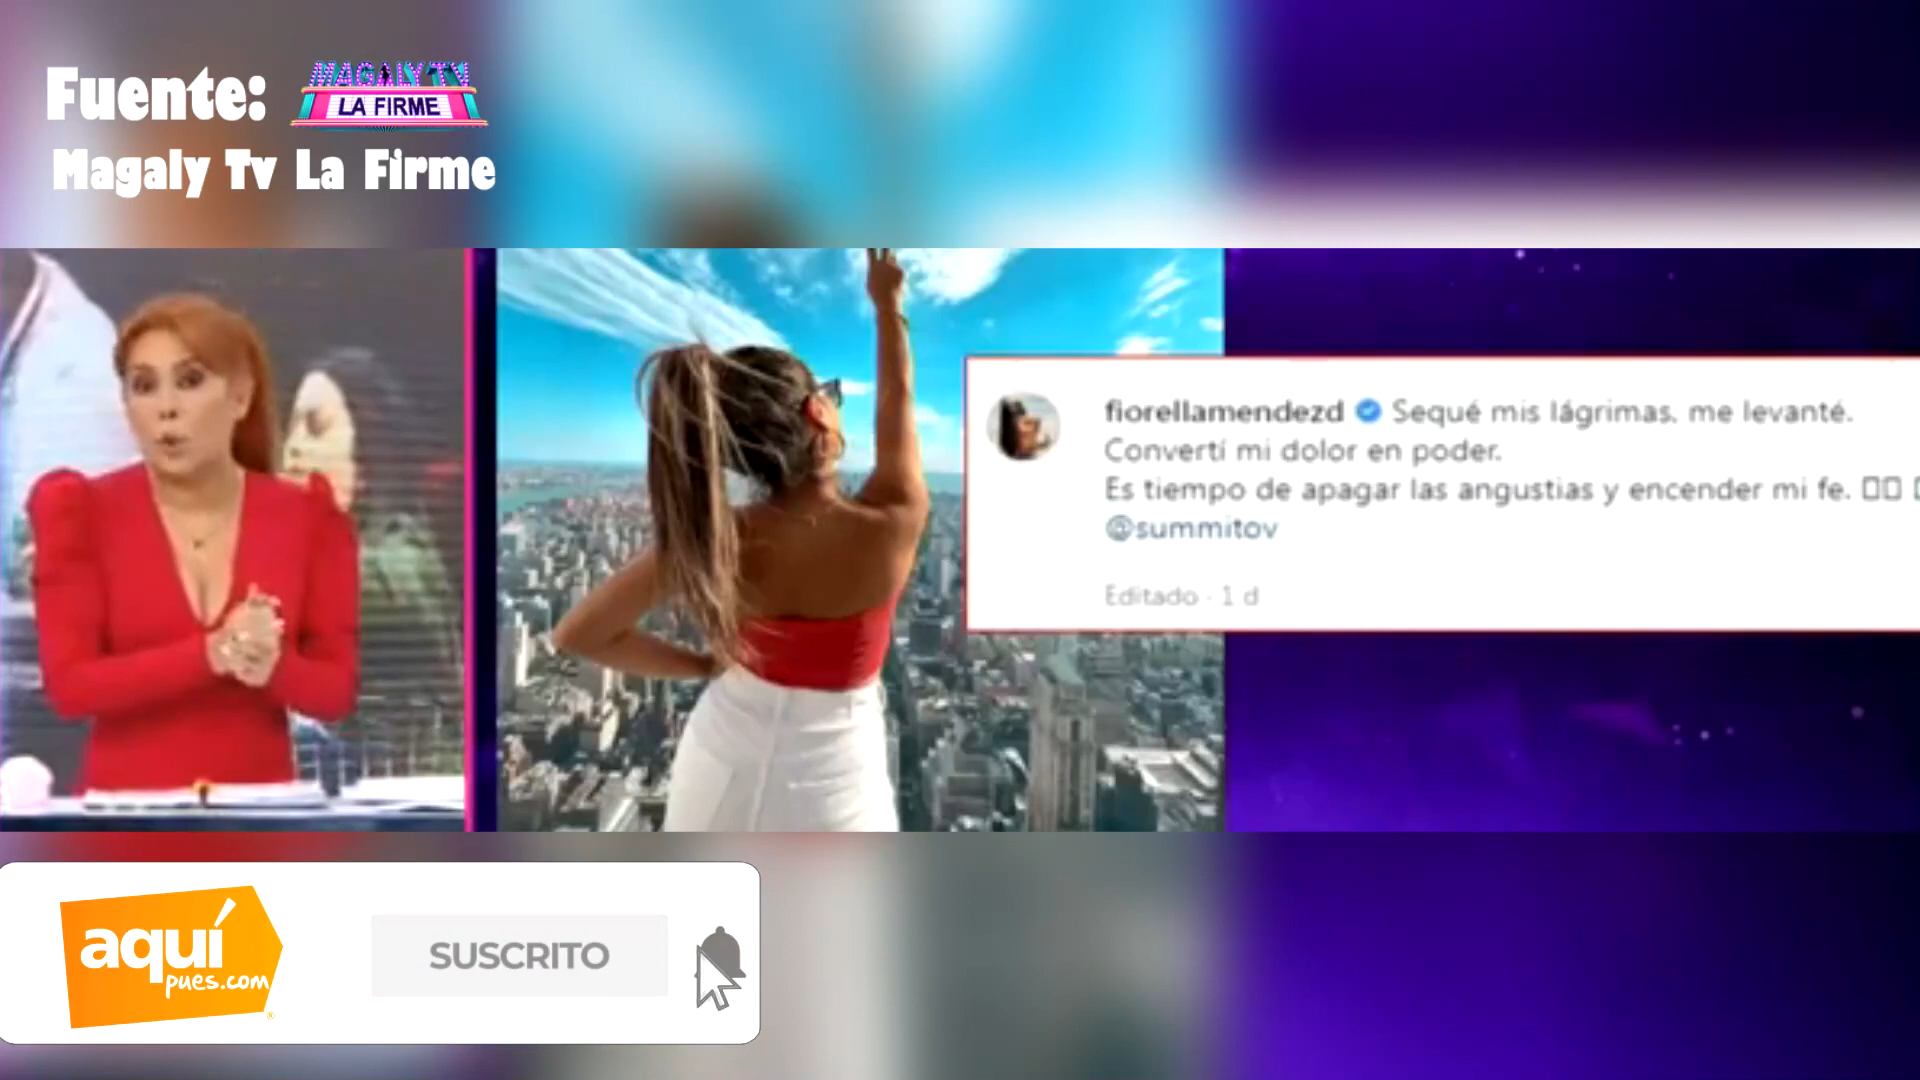 Fuente:
MAGALY TV
LA FIRME
Magaly Tv La Firme
fiorellamendezd Sequé mis lágrimas, me levanté.
Convertí mi dolor en poder.
Es tiempo de apagar las angustias y encender mi fe.
@summitov
Editado · 1 d
aquí
pues.com
SUSCRITO